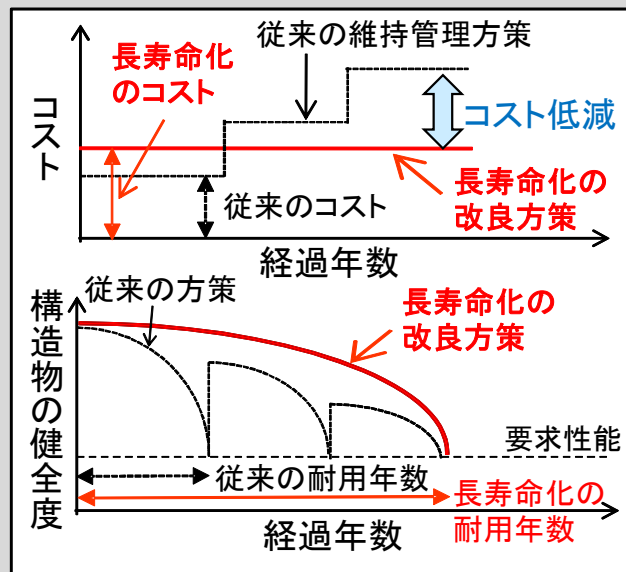 従来の維持管理方策
長寿命化
のコスト
コスト
コスト低減
従来のコスト
長寿命化の
改良方策
経過年数
構造物の健全度
従来の方策
長寿命化の
改良方策
要求性能
従来の耐用年数
長寿命化の
耐用年数
経過年数